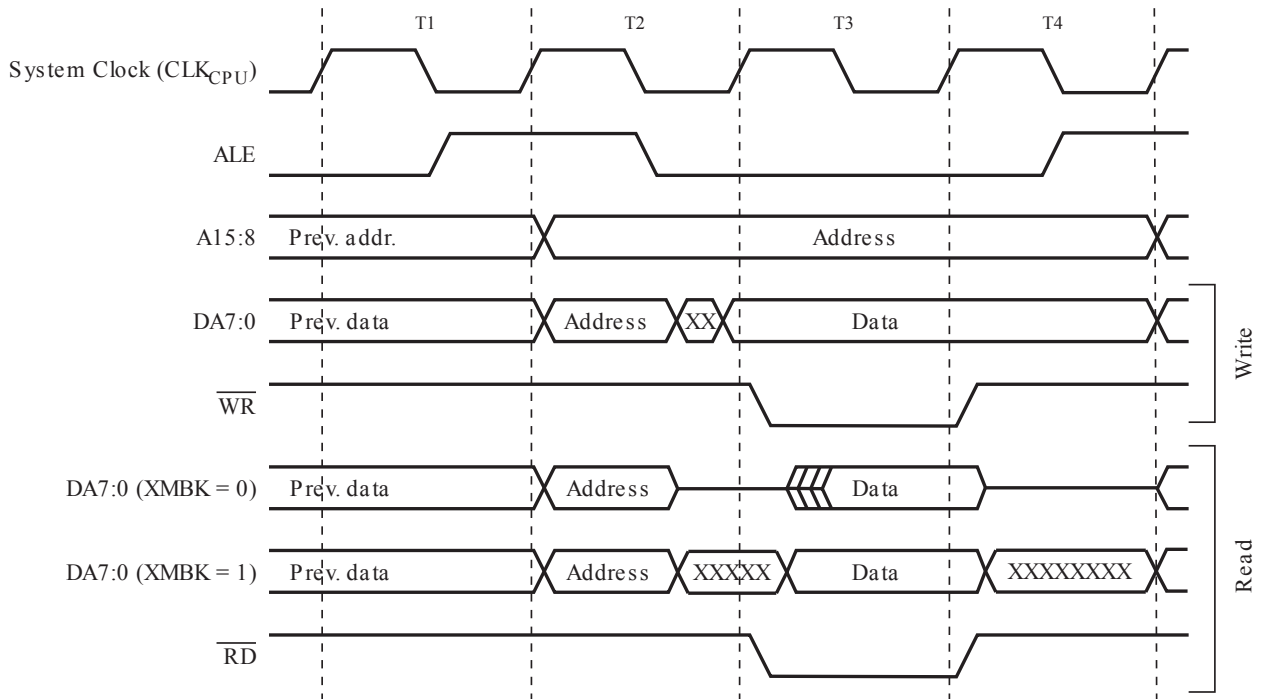 T1 T2 T3 T4
System Clock (CLKCPU)
ALE
A15:8 Prev. addr. Address
DA7:0 Prev. data Address XX Data
WR
Write
DA7:0 (XMBK = 0) Prev. data Address Data
DA7:0 (XMBK = 1) Prev. data Address XXXXX Data XXXXXXXX
RD
Read